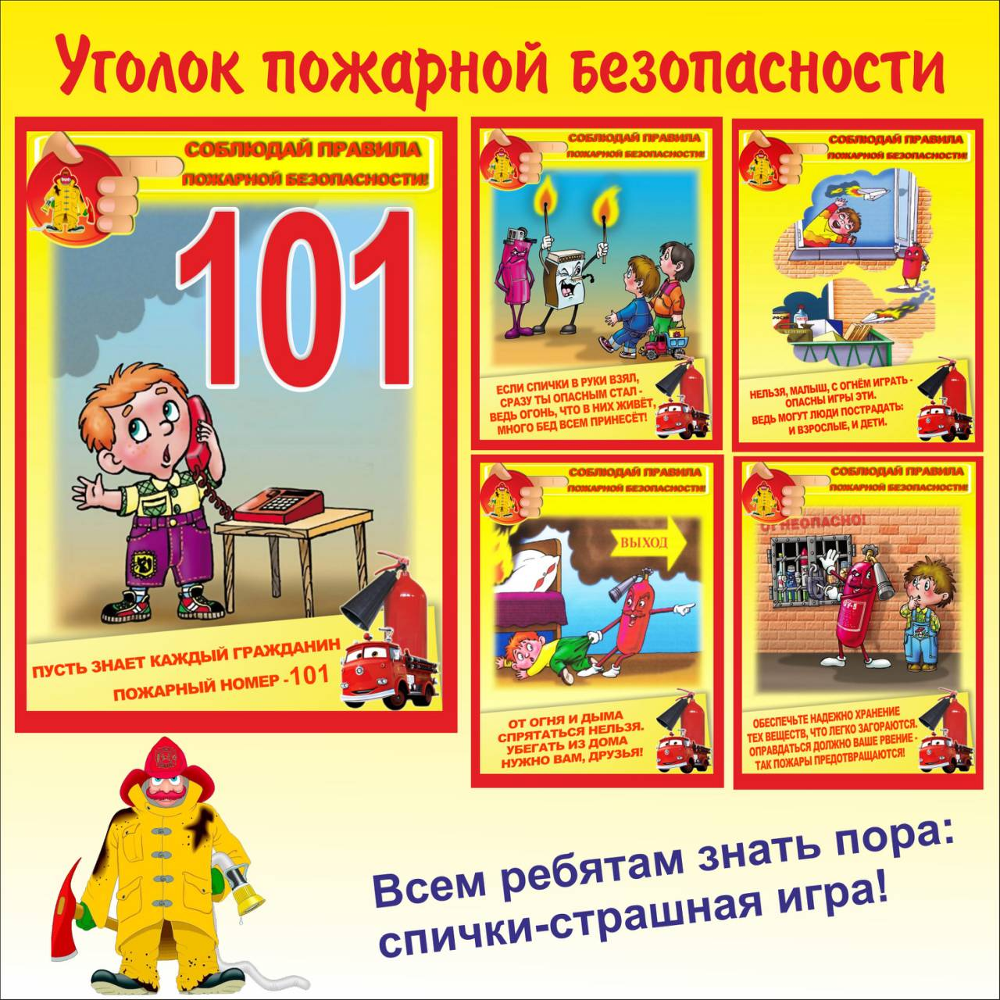 Уголок пожарной безопасности
СОБЛЮДАЙ ПРАВИЛА
ПОЖАРНОЙ БЕЗОПАСНОСТИ!
101
ПУСТЬ ЗНАЕТ КАЖДЫЙ ГРАЖДАНИН
ПОЖАРНЫЙ НОМЕР -101
СОБЛЮДАЙ ПРАВИЛА
ПОЖАРНОЙ БЕЗОПАСНОСТИ!
ЕСЛИ СПИЧКИ В РУКИ ВЗЯЛ,
СРАЗУ ТЫ ОПАСНЫМ СТАЛ -
ВЕДЬ ОГОНЬ, ЧТО В НИХ ЖИВЁТ,
МНОГО БЕД ВСЕМ ПРИНЕСЁТ!
СОБЛЮДАЙ ПРАВИЛА
ПОЖАРНОЙ БЕЗОПАСНОСТИ!
НЕЛЬЗЯ, МАЛЫШ, С ОГНЁМ ИГРАТЬ -
ОПАСНЫ ИГРЫ ЭТИ.
ВЕДЬ МОГУТ ЛЮДИ ПОСТРАДАТЬ:
И ВЗРОСЛЫЕ, И ДЕТИ.
СОБЛЮДАЙ ПРАВИЛА
ПОЖАРНОЙ БЕЗОПАСНОСТИ!
ВЫХОД
ОТ ОГНЯ И ДЫМА
СПРЯТАТЬСЯ НЕЛЬЗЯ.
УБЕГАТЬ ИЗ ДОМА
НУЖНО ВАМ, ДРУЗЬЯ!
СОБЛЮДАЙ ПРАВИЛА
ПОЖАРНОЙ БЕЗОПАСНОСТИ!
ОГНЕОПАСНО!
ОУ-5
ОБЕСПЕЧЬТЕ НАДЕЖНО ХРАНЕНИЕ
ТЕХ ВЕЩЕСТВ, ЧТО ЛЕГКО ЗАГОРАЮТСЯ.
ОПРАВДАТЬСЯ ДОЛЖНО ВАШЕ РВЕНИЕ -
ТАК ПОЖАРЫ ПРЕДОТВРАЩАЮТСЯ!
Всем ребятам знать пора:
спички-страшная игра!